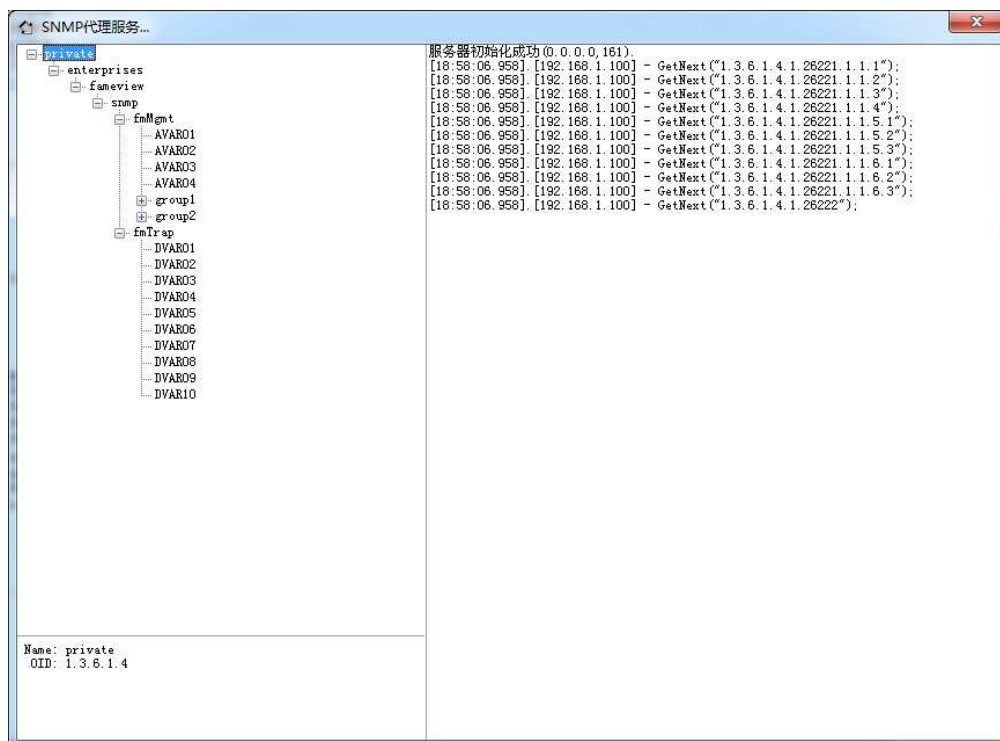 SNMP代理服务...
private
enterprises
fameview
snmp
fmMgmt
AVAR01
AVAR02
AVAR03
AVAR04
group1
group2
fmTrap
DVAR01
DVAR02
DVAR03
DVAR04
DVAR05
DVAR06
DVAR07
DVAR08
DVAR09
DVAR10
Name: private
OID: 1.3.6.1.4
服务器初始化成功(0.0.0.0,161).
[18:58:06.958].[192.168.1.100] - GetNext("1.3.6.1.4.1.26221.1.1.1");
[18:58:06.958].[192.168.1.100] - GetNext("1.3.6.1.4.1.26221.1.1.2");
[18:58:06.958].[192.168.1.100] - GetNext("1.3.6.1.4.1.26221.1.1.3");
[18:58:06.958].[192.168.1.100] - GetNext("1.3.6.1.4.1.26221.1.1.4");
[18:58:06.958].[192.168.1.100] - GetNext("1.3.6.1.4.1.26221.1.1.5.1");
[18:58:06.958].[192.168.1.100] - GetNext("1.3.6.1.4.1.26221.1.1.5.2");
[18:58:06.958].[192.168.1.100] - GetNext("1.3.6.1.4.1.26221.1.1.5.3");
[18:58:06.958].[192.168.1.100] - GetNext("1.3.6.1.4.1.26221.1.1.6.1");
[18:58:06.958].[192.168.1.100] - GetNext("1.3.6.1.4.1.26221.1.1.6.2");
[18:58:06.958].[192.168.1.100] - GetNext("1.3.6.1.4.1.26221.1.1.6.3");
[18:58:06.958].[192.168.1.100] - GetNext("1.3.6.1.4.1.26222");